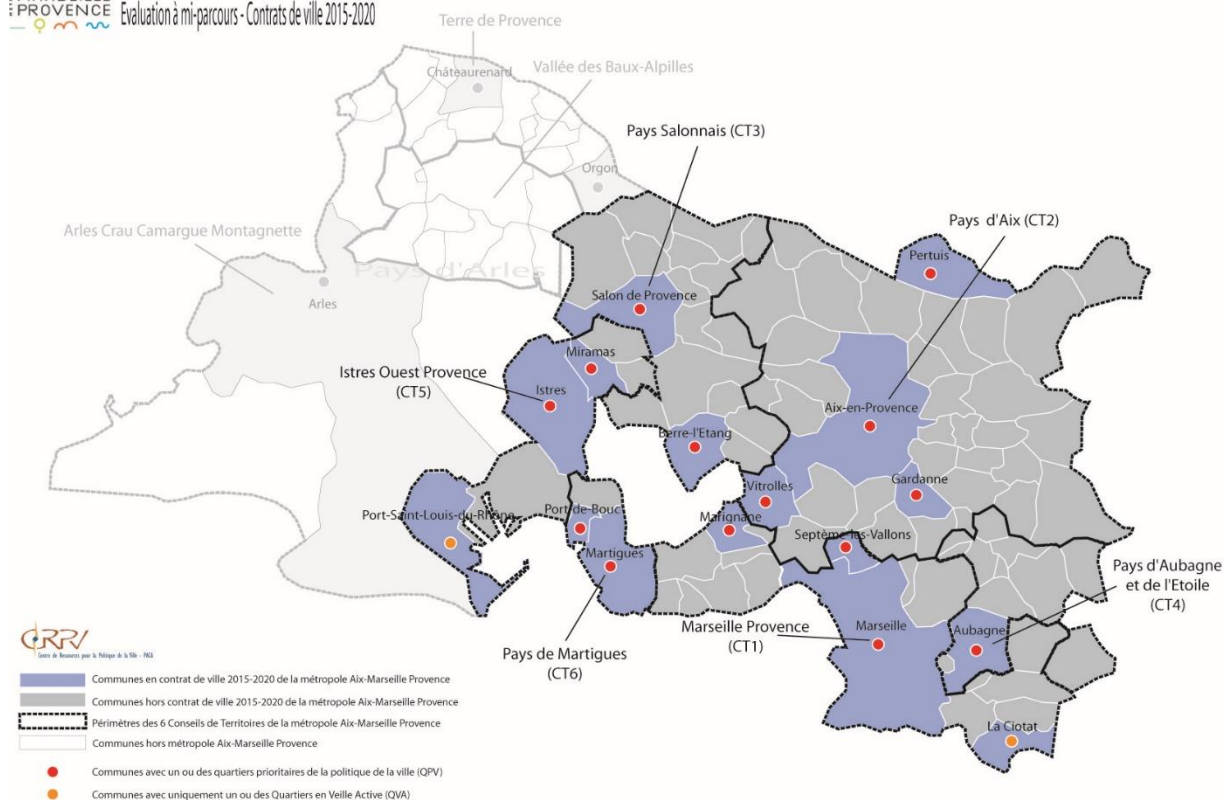 PROVENCE
Evaluation à mi-parcours - Contrats de ville 2015-2020
Terre de Provence
Châteaurenard
Vallée des Baux-Alpilles
Pays Salonnais (CT3)
Orgon
Pays d'Aix (CT2)
Arles Crau Camargue Montagnette
Pays d'Arles
Pertuis
Arles
Salon de Provence
Miramas
Istres Ouest Provence
(CT5)
Istres
Aix-en-Provence
Berre-l'Etang
Vitrolles
Gardanne
Port-Saint-Louis-du-Rhône
Port-de-Bouc
Marignane
Septème-les-Vallons
Martigues
Pays d'Aubagne
et de l'Etoile
(CT4)
Marseille Provence
(CT1)
Marseille
Aubagne
Pays de Martigues
(CT6)
La Ciotat
CRPV
Centre de Ressources pour la Politique de la Ville - PACA
Communes en contrat de ville 2015-2020 de la métropole Aix-Marseille Provence
Communes hors contrat de ville 2015-2020 de la métropole Aix-Marseille Provence
Périmètres des 6 Conseils de Territoires de la métropole Aix-Marseille Provence
Communes hors métropole Aix-Marseille Provence
Communes avec un ou des quartiers prioritaires de la politique de la ville (QPV)
Communes avec uniquement un ou des Quartiers en Veille Active (QVA)